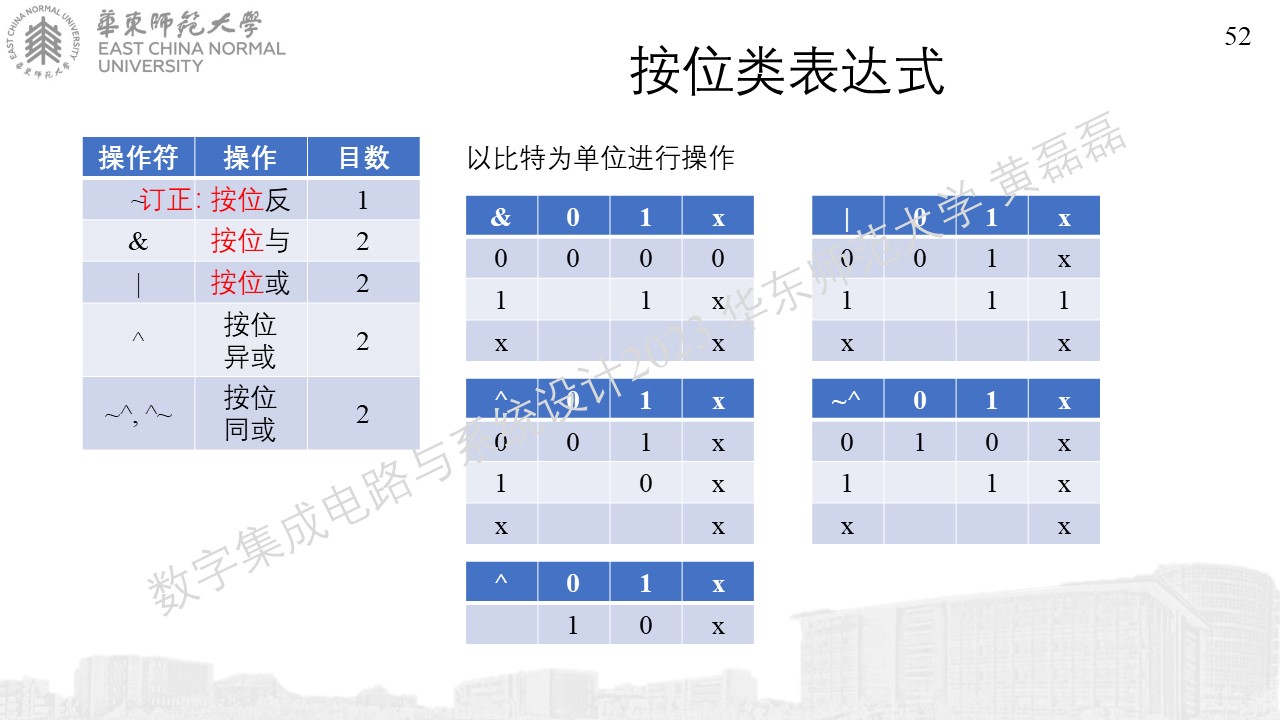 華東師範大學
EAST CHINA NORMAL
UNIVERSITY
EAST CHINA NORMAL UNIVERSITY
華東师范大学
52
按位类表达式
操作符 操作 目数
~ 订正：按位反 1
& 按位与 2
| 按位或 2
^ 按位
异或 2
~^, ^~ 按位
同或 2
以比特为单位进行操作
& 0 1 x
0 0 0 0
1 1 x
x x
| 0 1 x
0 0 1 x
1 1 1
x x
^ 0 1 x
0 0 1 x
1 0 x
x x
~^ 0 1 x
0 1 0 x
1 1 x
x x
^ 0 1 x
1 0 x
数字集成电路与系统设计2023 华东师范大学 黄磊磊